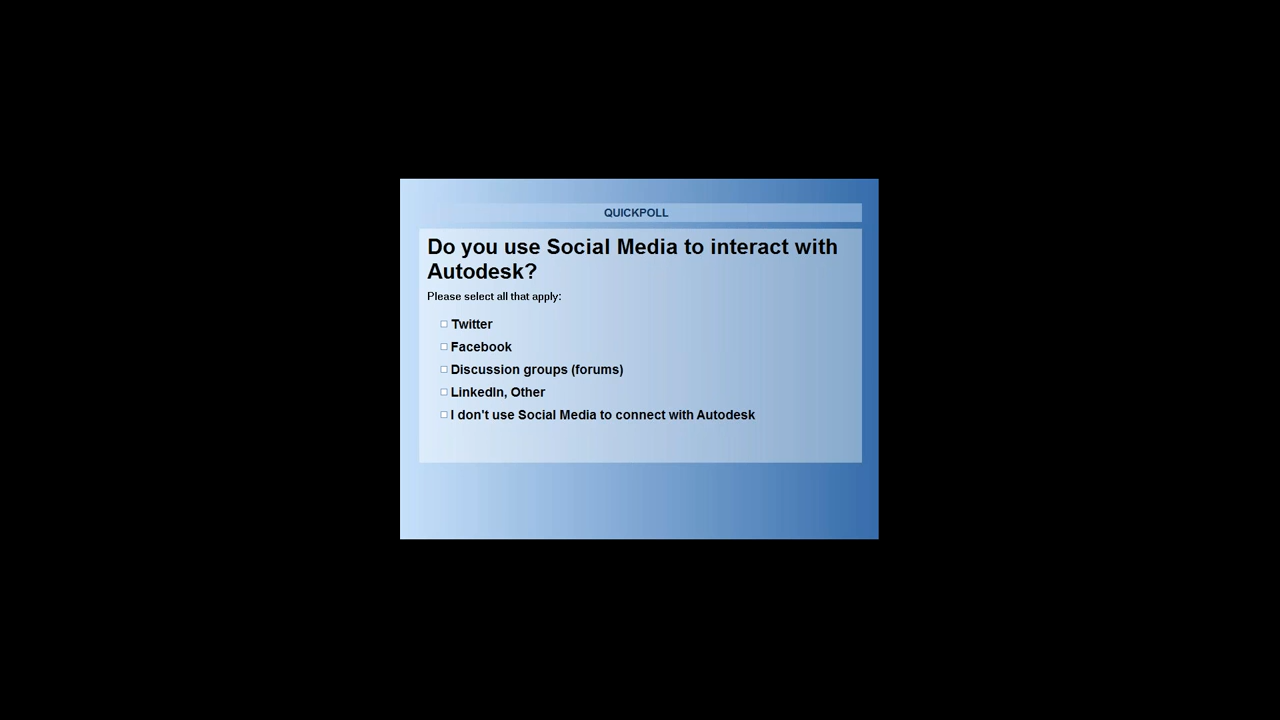 QUICKPOLL
Do you use Social Media to interact with
Autodesk?
Please select all that apply:
Twitter
Facebook
Discussion groups (forums)
LinkedIn, Other
I don't use Social Media to connect with Autodesk